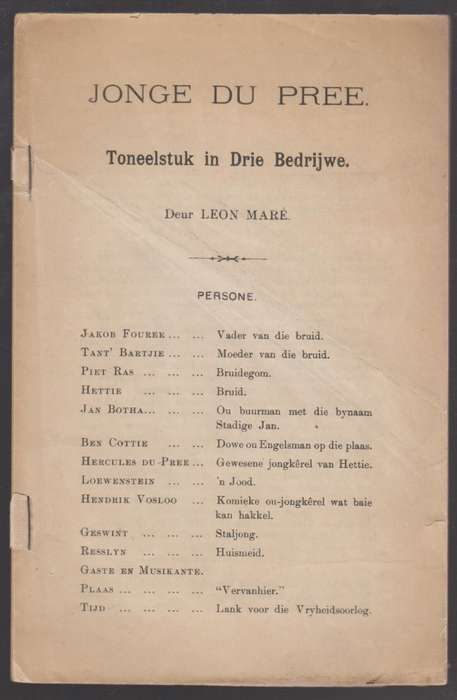 JONGE DU PREE.
Toneelstuk in Drie Bedrijwe.
Deur LEON MARÉ.
PERSONE.
JAKOB FOUREE ... ... Vader van die bruid.
TANT' BARTJIE ... ... Moeder van die bruid.
PIET RAS ... ... ... Bruidegom.
HETTIE ... ... ... Bruid.
JAN BOTHA... ... ... Ou buurman met die bynaam
Stadige Jan.
BEN COTTIE ... ... Dowe ou Engelsman op die plaas.
HERCULES DU PREE ... Gewesene jongkêrel van Hettie.
LOEWENSTEIN ... ... 'n Jood.
HENDRIK VOSLOO ... Komieke ou-jongkêrel wat baie
kan hakkel.
GESWINT ... ... ... Staljong.
RESSLYN ... ... ... Huismeid.
GASTE EN MUSIKANTE.
PLAAS ... ... ... ... "Vervanhier."
TIJD ... ... ... ... Lank voor die Vryheidsoorlog.